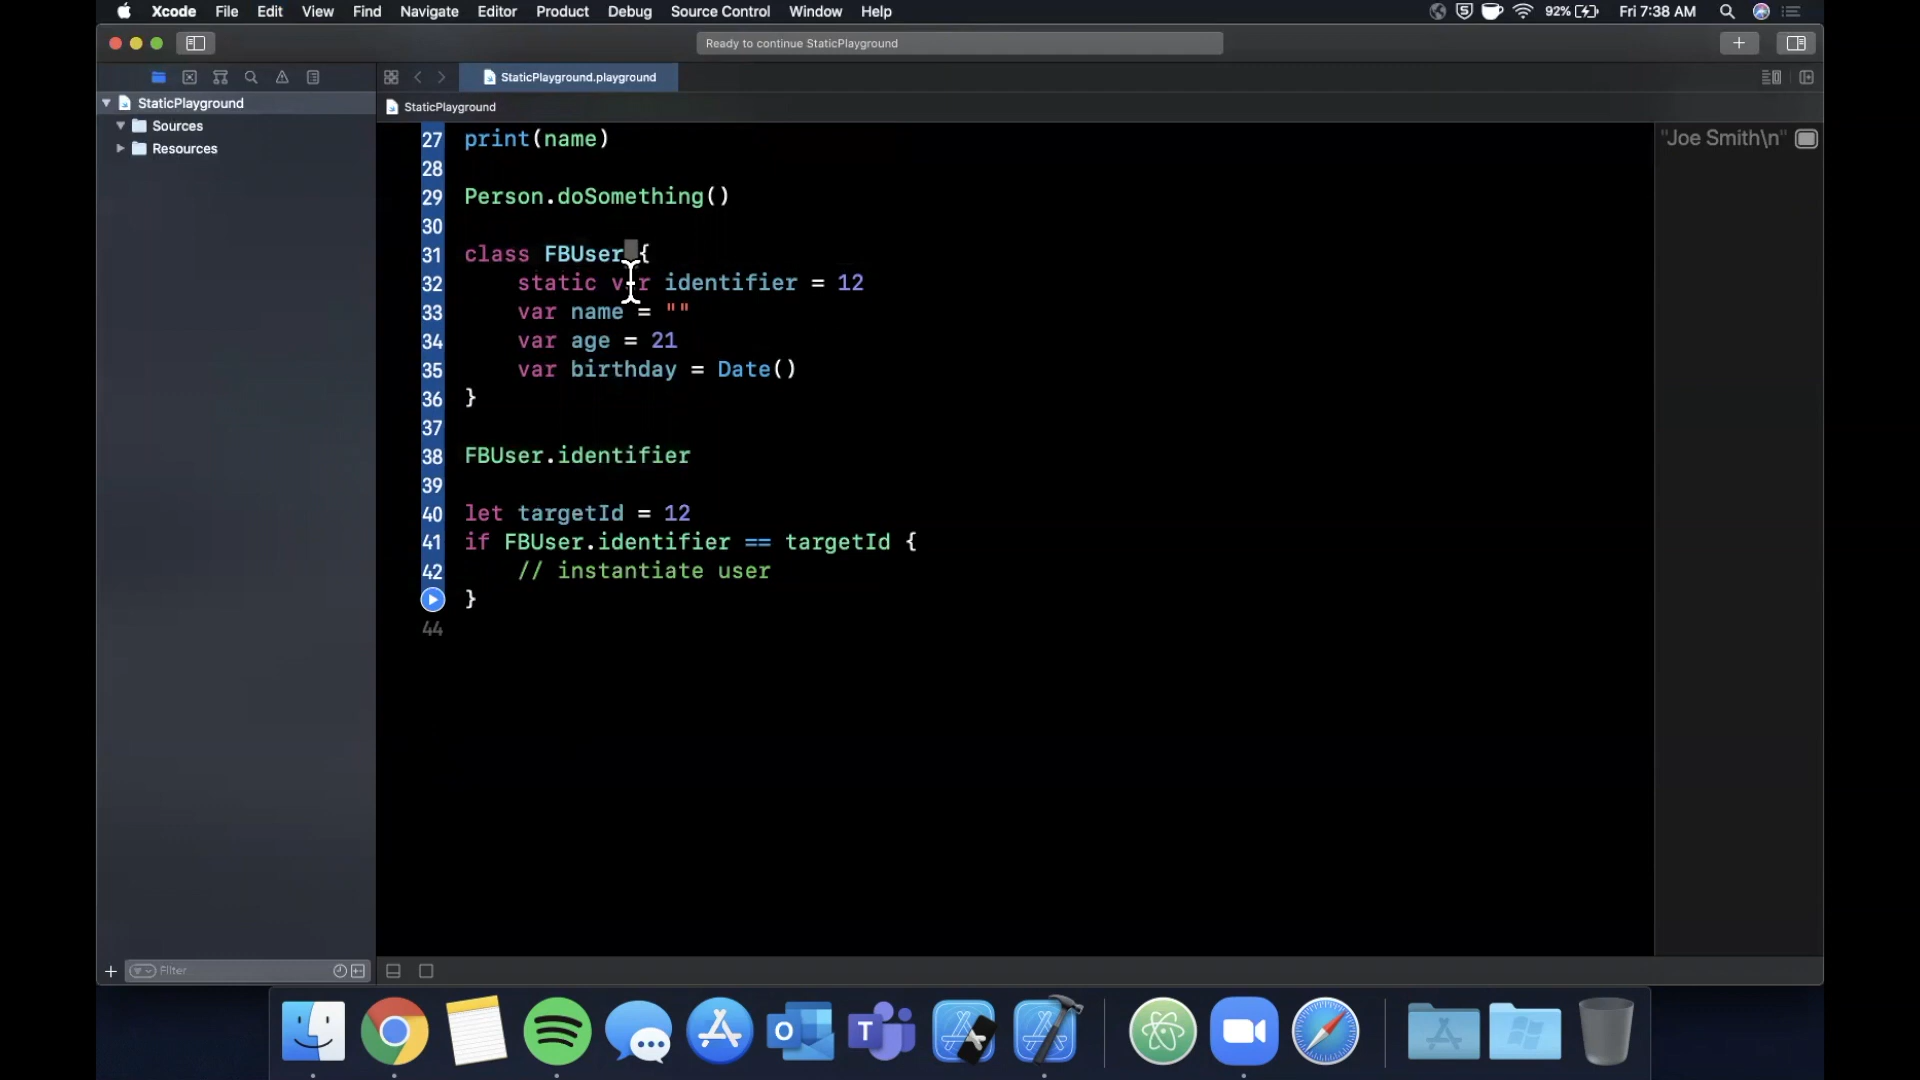 Xcode File Edit View Find Navigate Editor Product Debug Source Control Window Help 92% Fri 7:38 AM
Ready to continue StaticPlayground
StaticPlayground.playground
StaticPlayground
StaticPlayground
Sources
Resources
27 print(name)
28
29 Person.doSomething()
30
31 class FBUser {
32 static var identifier = 12
33 var name = ""
34 var age = 21
35 var birthday = Date()
36 }
37
38 FBUser.identifier
39
40 let targetId = 12
41 if FBUser.identifier == targetId {
42 // instantiate user
}
44
"Joe Smith\n"
Filter